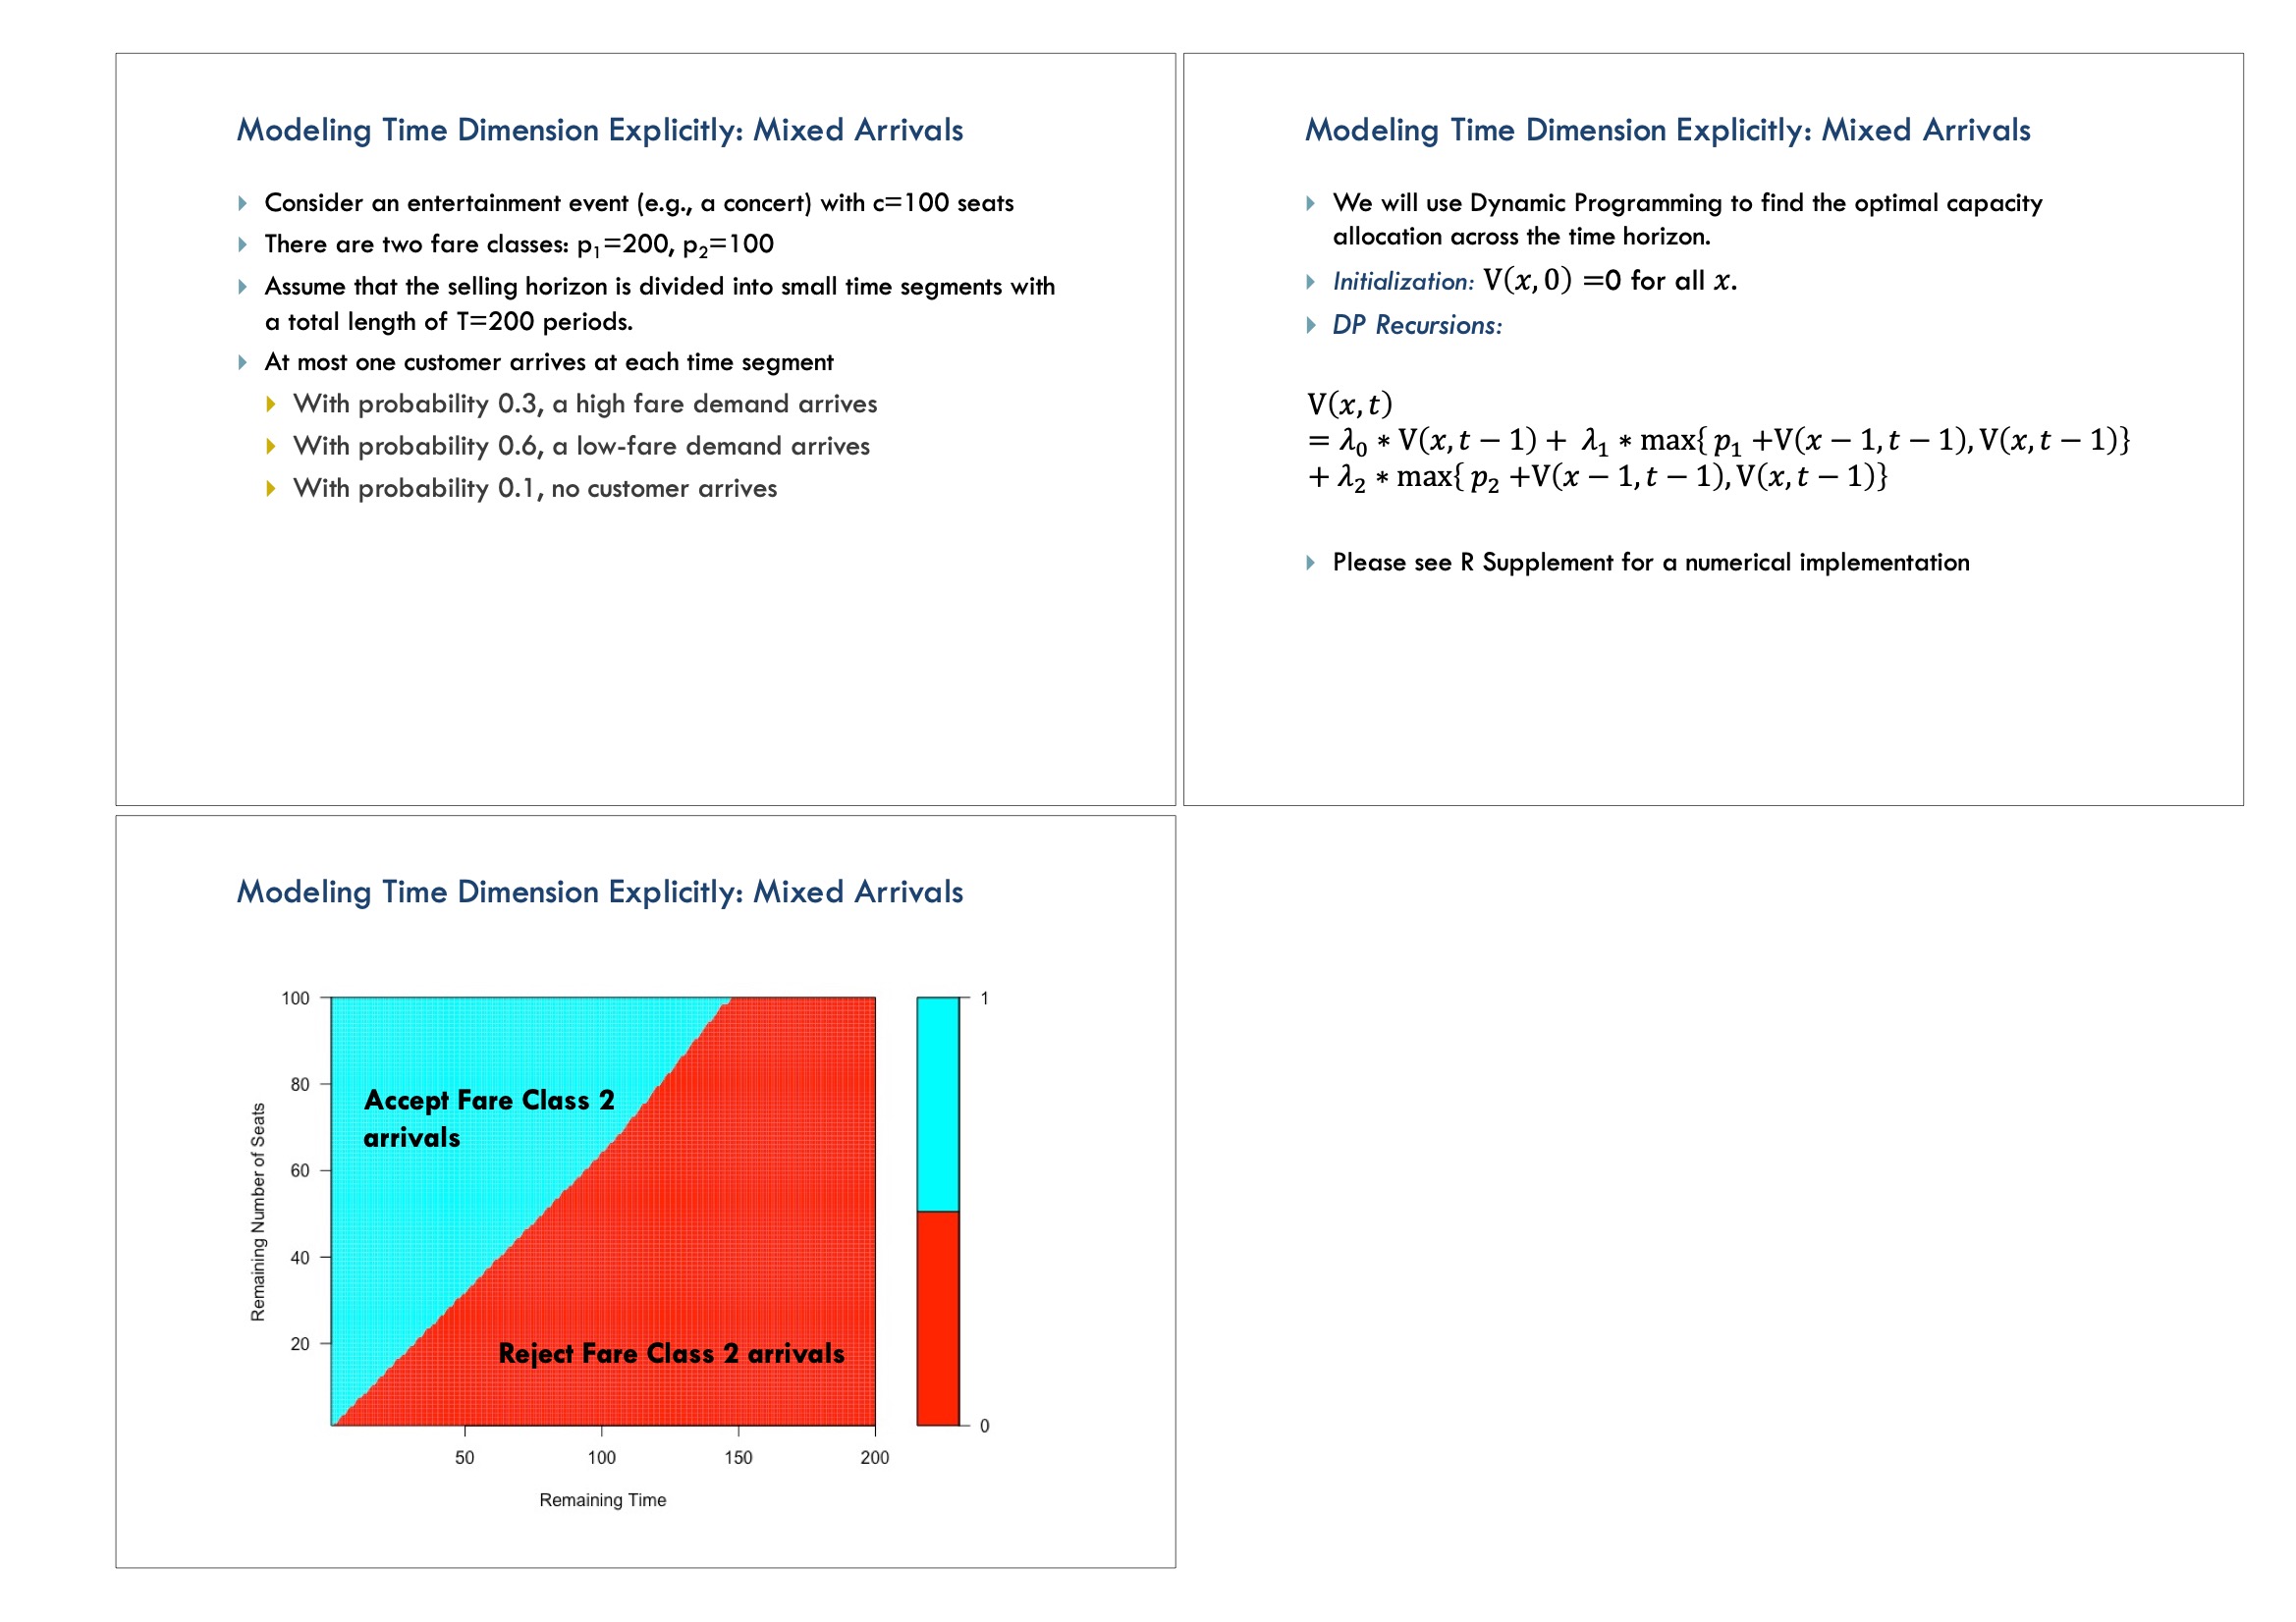 Modeling Time Dimension Explicitly: Mixed Arrivals
Consider an entertainment event (e.g., a concert) with c=100 seats
There are two fare classes: p₁=200, p₂=100
Assume that the selling horizon is divided into small time segments with
a total length of T=200 periods.
At most one customer arrives at each time segment
With probability 0.3, a high fare demand arrives
With probability 0.6, a low-fare demand arrives
With probability 0.1, no customer arrives
Modeling Time Dimension Explicitly: Mixed Arrivals
We will use Dynamic Programming to find the optimal capacity
allocation across the time horizon.
Initialization: V(x, 0) =0 for all x.
DP Recursions:
V(x, t)
= λ₀ ∗ V(x, t − 1) + λ₁ ∗ max{ p₁ +V(x − 1, t − 1), V(x, t − 1)}
+ λ₂ ∗ max{ p₂ +V(x − 1, t − 1), V(x, t − 1)}
Please see R Supplement for a numerical implementation
Modeling Time Dimension Explicitly: Mixed Arrivals
100
80
60
40
20
Remaining Number of Seats
Accept Fare Class 2
arrivals
Reject Fare Class 2 arrivals
50 100 150 200
Remaining Time
1
0